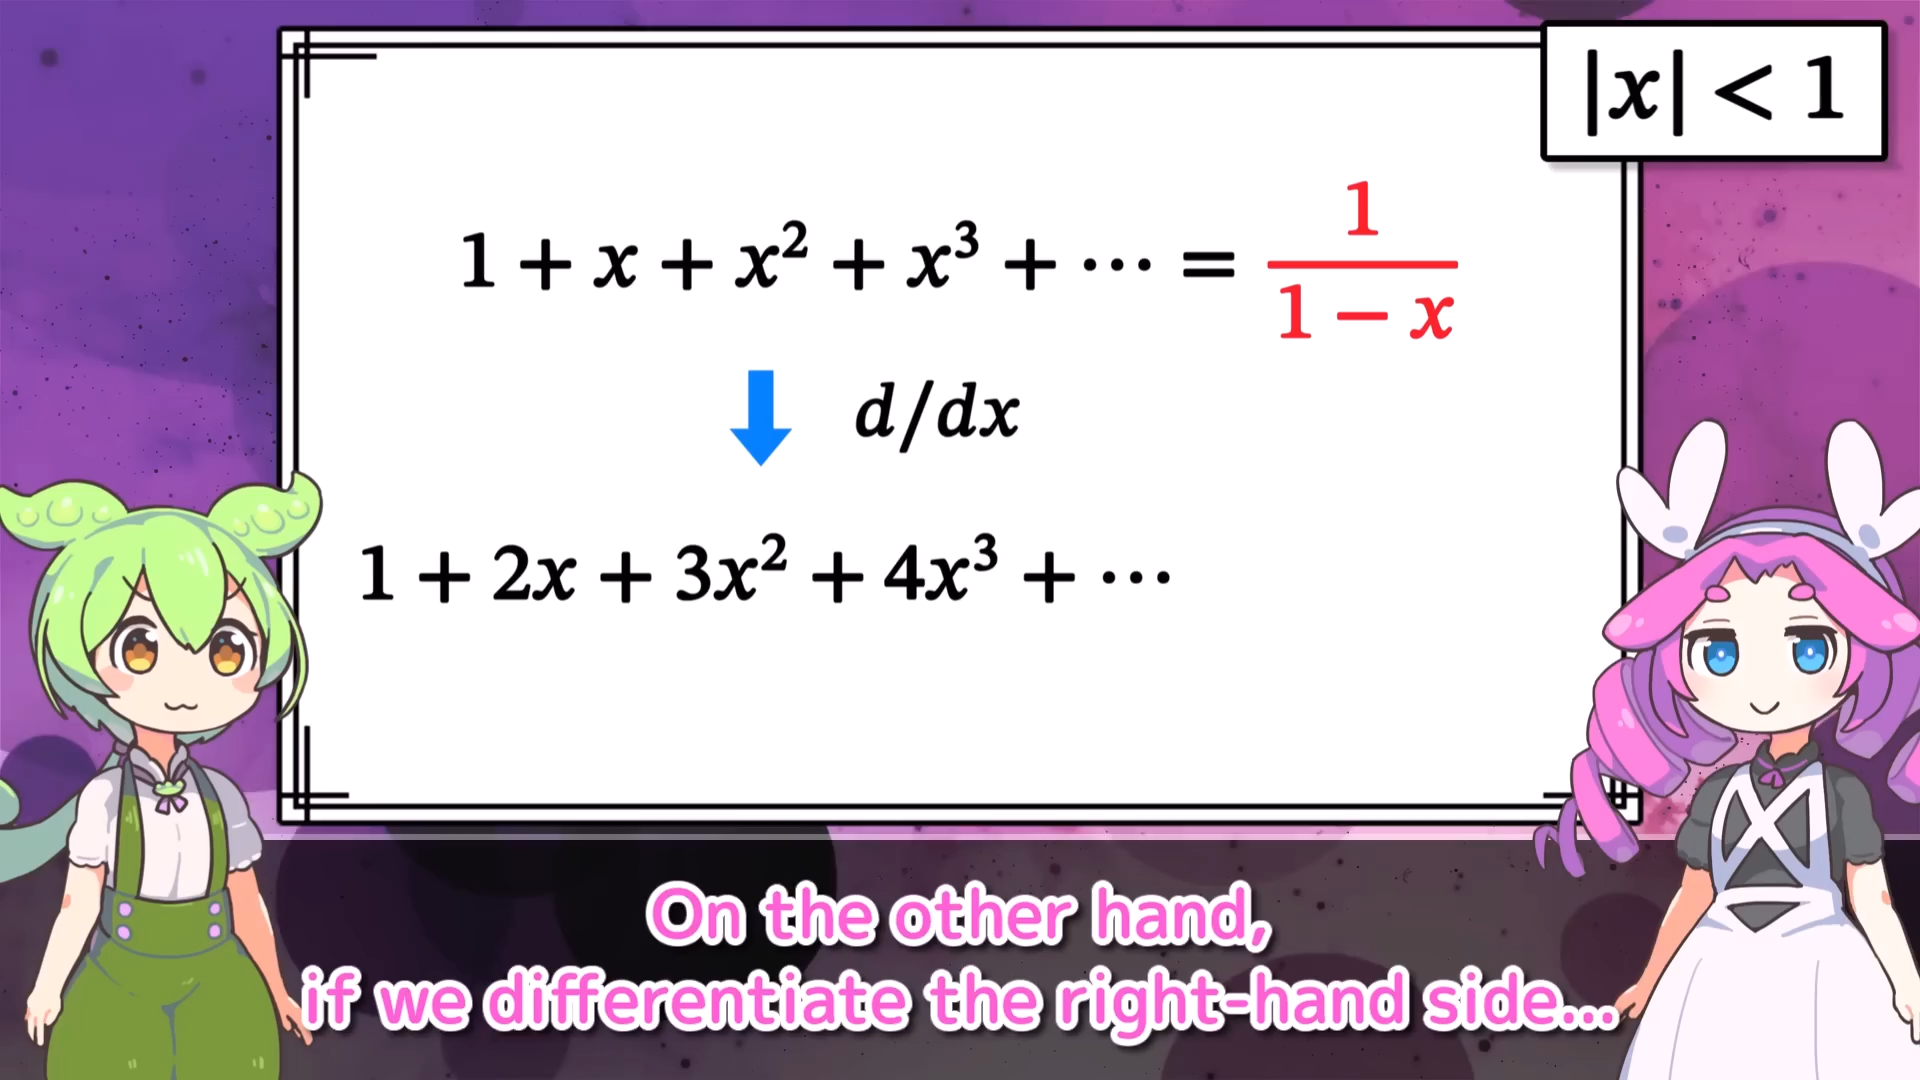 |x| < 1
1 + x + x² + x³ + ⋯ = 1/(1 − x)
d/dx
1 + 2x + 3x² + 4x³ + ⋯
On the other hand,
if we differentiate the right-hand side...